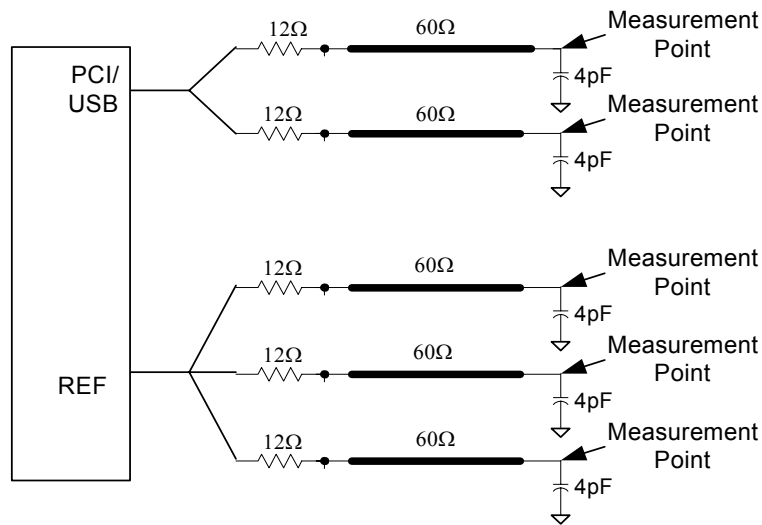 12Ω
60Ω
Measurement
Point
4pF
PCI/
USB
12Ω
60Ω
Measurement
Point
4pF
12Ω
60Ω
Measurement
Point
4pF
REF
12Ω
60Ω
Measurement
Point
4pF
12Ω
60Ω
Measurement
Point
4pF